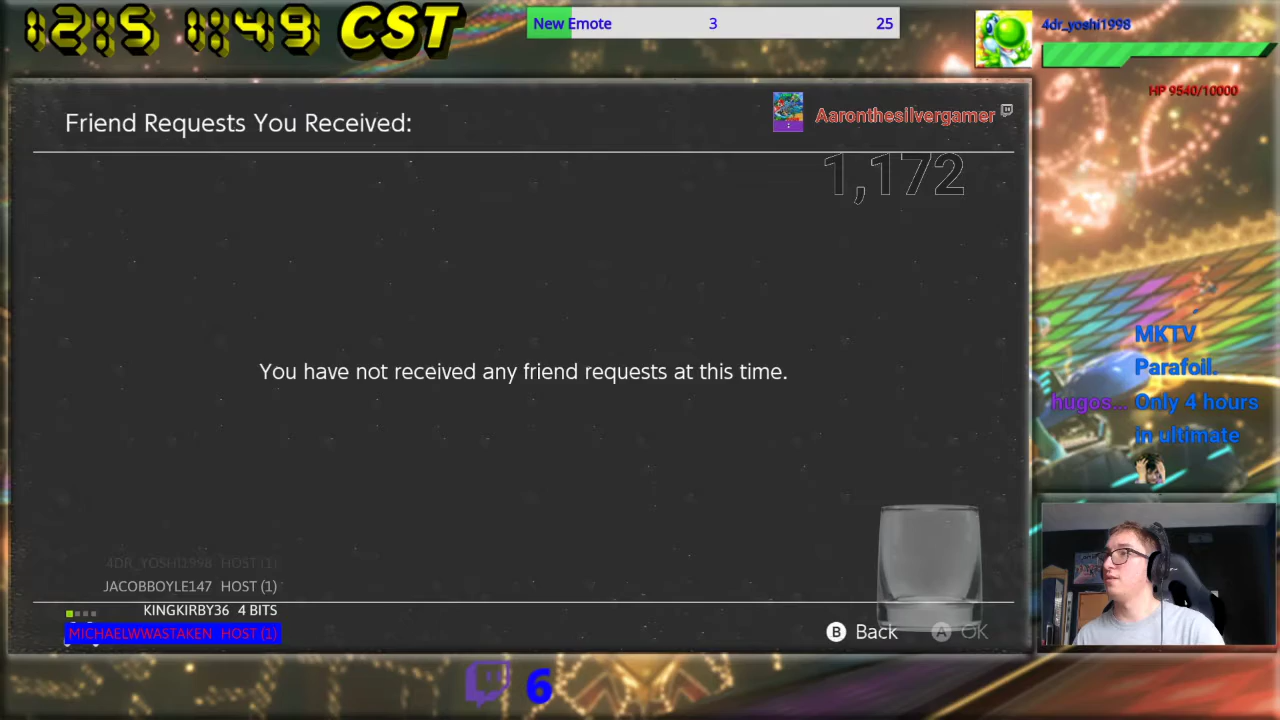 12:51:49 CST
New Emote 3 25
4dr_yoshi1998
HP 9540/10000
Friend Requests You Received:
Aaronthesilvergamer
1,172
You have not received any friend requests at this time.
MKTV
Parafoil.
hugos... Only 4 hours
in ultimate
4DR_YOSHI1998 HOST (1)
JACOBBOYLE147 HOST (1)
KINGKIRBY36 4 BITS
MICHAELWWASTAKEN HOST (1)
B Back A OK
6